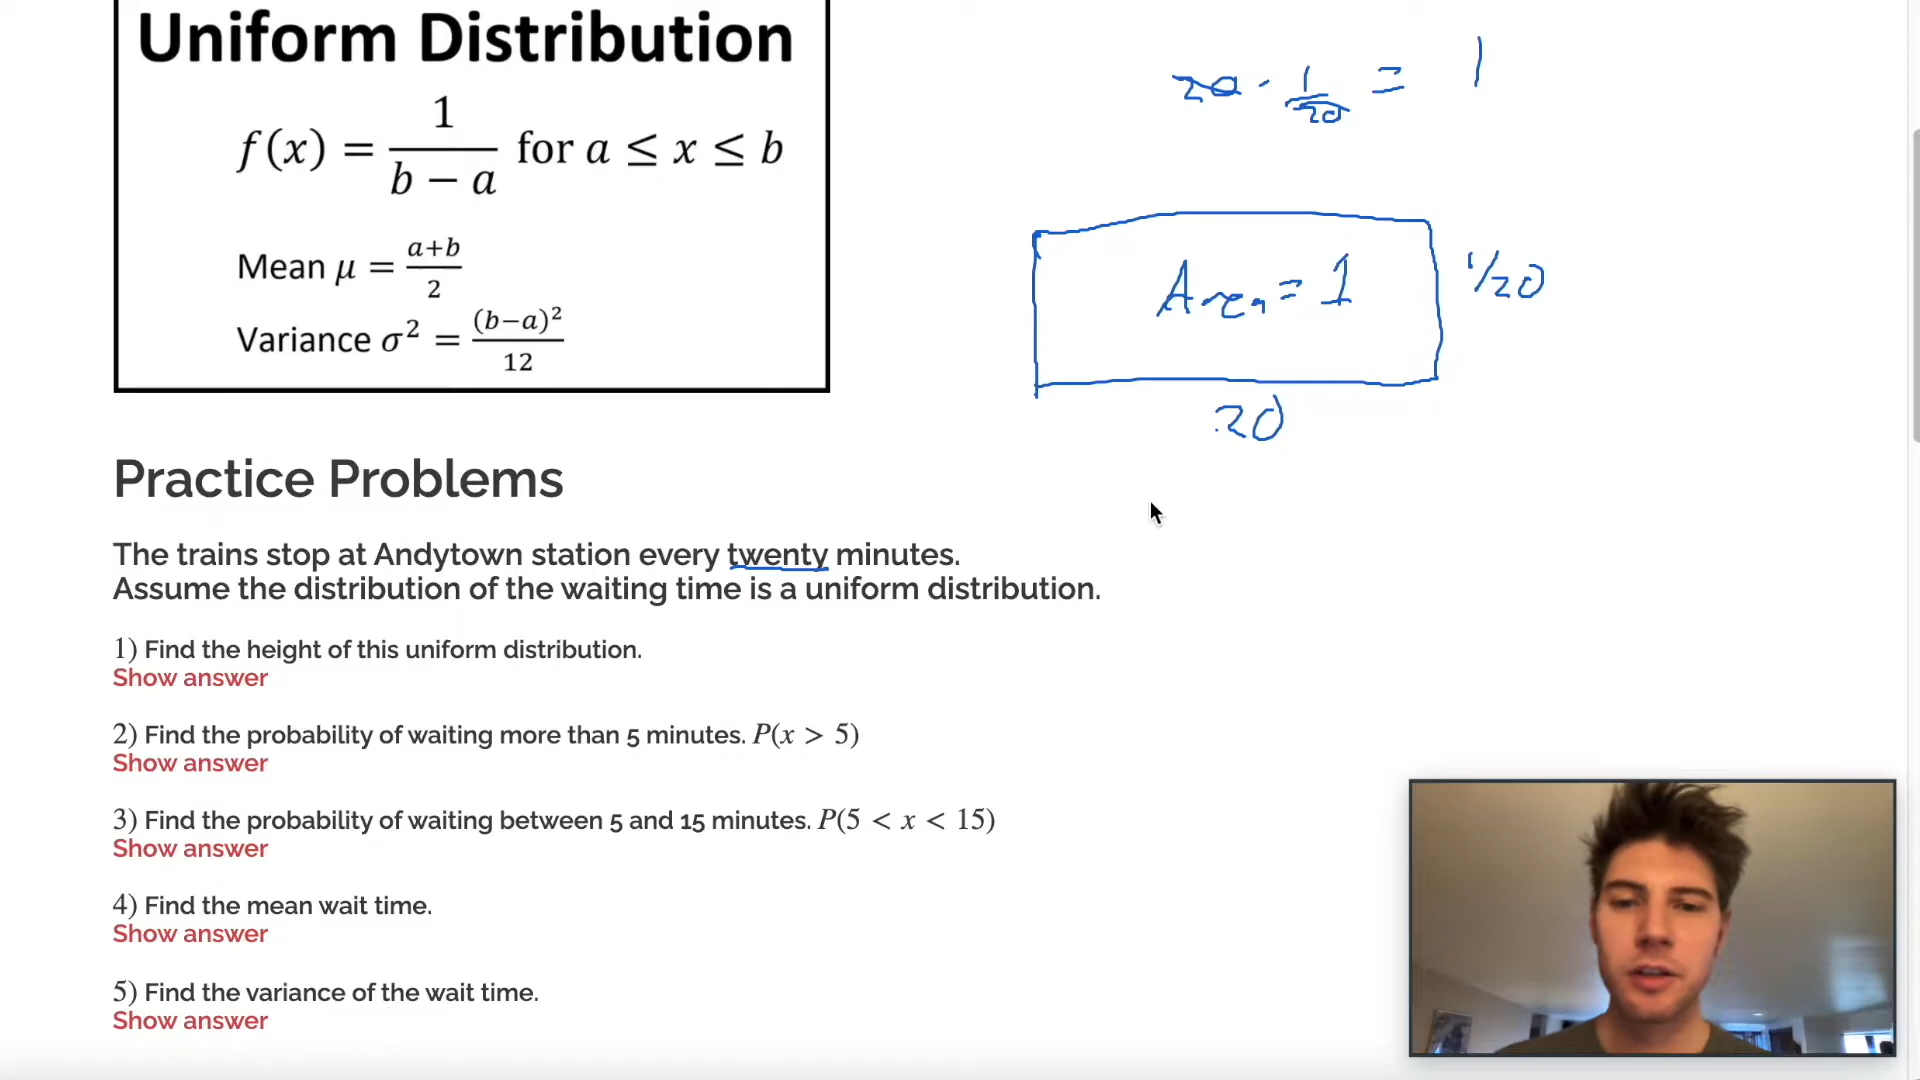 Uniform Distribution
f(x) = 1/(b − a) for a ≤ x ≤ b
Mean μ = (a+b)/2
Variance σ² = (b−a)²/12
20 · 1/20 = 1
Area = 1
1/20
20
Practice Problems
The trains stop at Andytown station every twenty minutes.
Assume the distribution of the waiting time is a uniform distribution.
1) Find the height of this uniform distribution.
Show answer
2) Find the probability of waiting more than 5 minutes. P(x > 5)
Show answer
3) Find the probability of waiting between 5 and 15 minutes. P(5 < x < 15)
Show answer
4) Find the mean wait time.
Show answer
5) Find the variance of the wait time.
Show answer